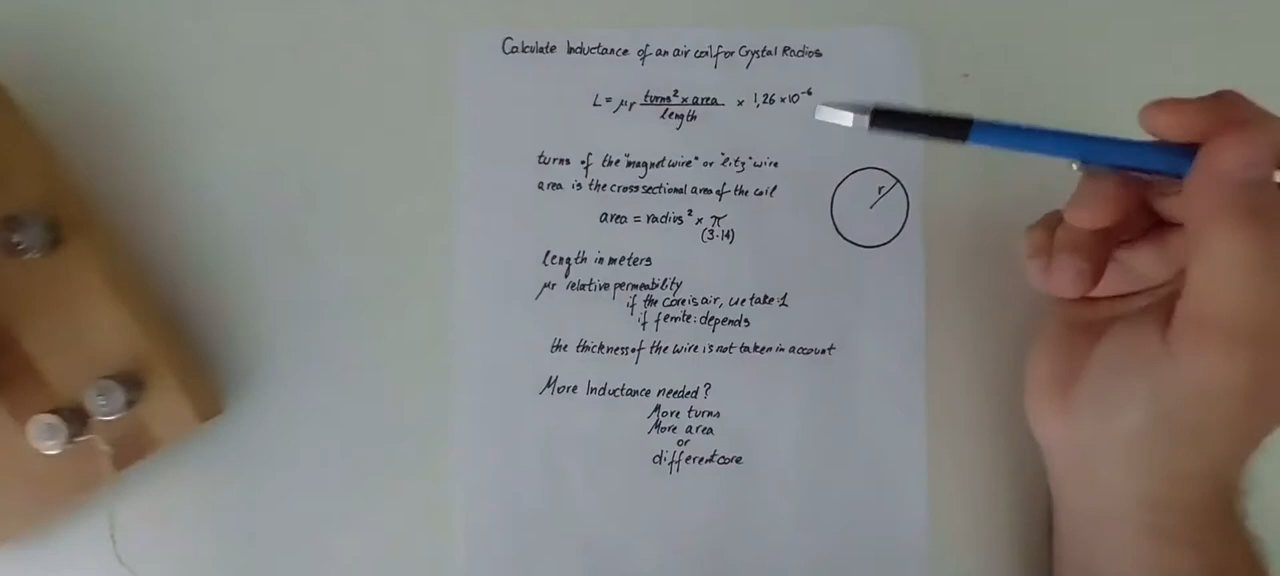 Calculate Inductance of an air coil for Crystal Radios
L = μr turns² × area / length × 1,26 × 10⁻⁶
turns of the "magnet wire" or "litz" wire
area is the cross sectional area of the coil
r
area = radius² × π
(3.14)
length in meters
μr relative permeability
if the core is air, we take: 1
if ferrite: depends
the thickness of the wire is not taken in account
More Inductance needed?
More turns
More area
or
different core